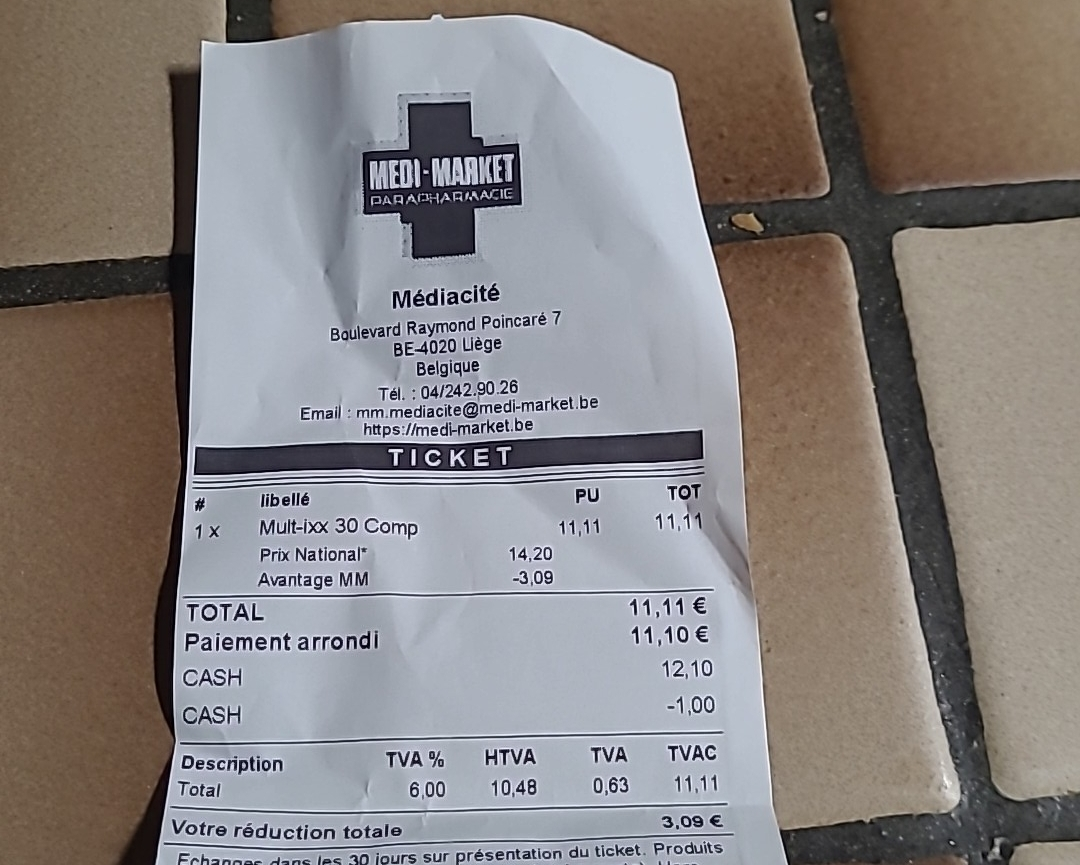 MEDI-MARKET
PARAPHARMACIE
Médiacité
Boulevard Raymond Poincaré 7
BE-4020 Liège
Belgique
Tél. : 04/242.90.26
Email : mm.mediacite@medi-market.be
https://medi-market.be
TICKET
# libellé PU TOT
1 x Mult-ixx 30 Comp 11,11 11,11
Prix National* 14,20
Avantage MM -3,09
TOTAL 11,11 €
Paiement arrondi 11,10 €
CASH 12,10
CASH -1,00
Description TVA % HTVA TVA TVAC
Total 6,00 10,48 0,63 11,11
Votre réduction totale 3,09 €
Echanges dans les 30 jours sur présentation du ticket. Produits